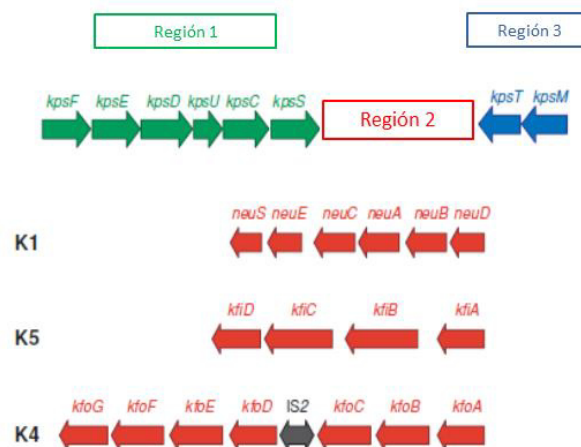 Región 1 Región 3
kpsF kpsE kpsD kpsU kpsC kpsS Región 2 kpsT kpsM
K1 neuS neuE neuC neuA neuB neuD
K5 kfiD kfiC kfiB kfiA
K4 kfoG kfoF kfoE kfoD IS2 kfoC kfoB kfoA